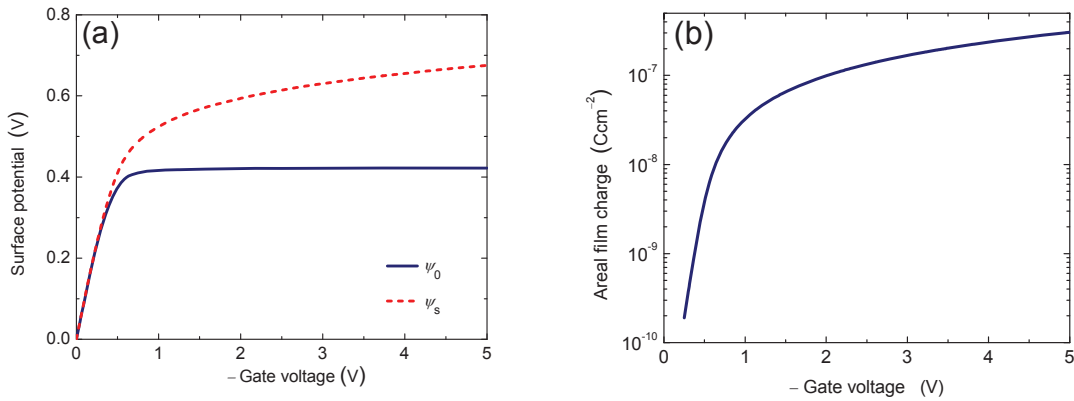 (a)
0.8
0.6
0.4
0.2
0.0
Surface potential (V)
ψ0
ψs
0 1 2 3 4 5
− Gate voltage (V)
(b)
10-7
10-8
10-9
10-10
Areal film charge (Ccm−2)
0 1 2 3 4 5
− Gate voltage (V)